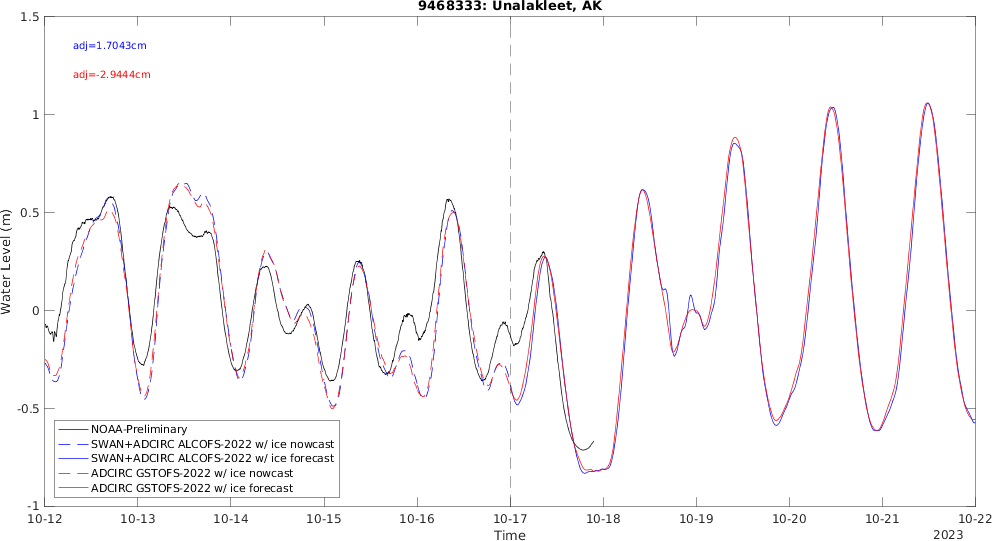 9468333: Unalakleet, AK
adj=1.7043cm
adj=-2.9444cm
Water Level (m)
1.5
1
0.5
0
-0.5
-1
NOAA-Preliminary
SWAN+ADCIRC ALCOFS-2022 w/ ice nowcast
SWAN+ADCIRC ALCOFS-2022 w/ ice forecast
ADCIRC GSTOFS-2022 w/ ice nowcast
ADCIRC GSTOFS-2022 w/ ice forecast
10-12 10-13 10-14 10-15 10-16 10-17 10-18 10-19 10-20 10-21 10-22
Time
2023